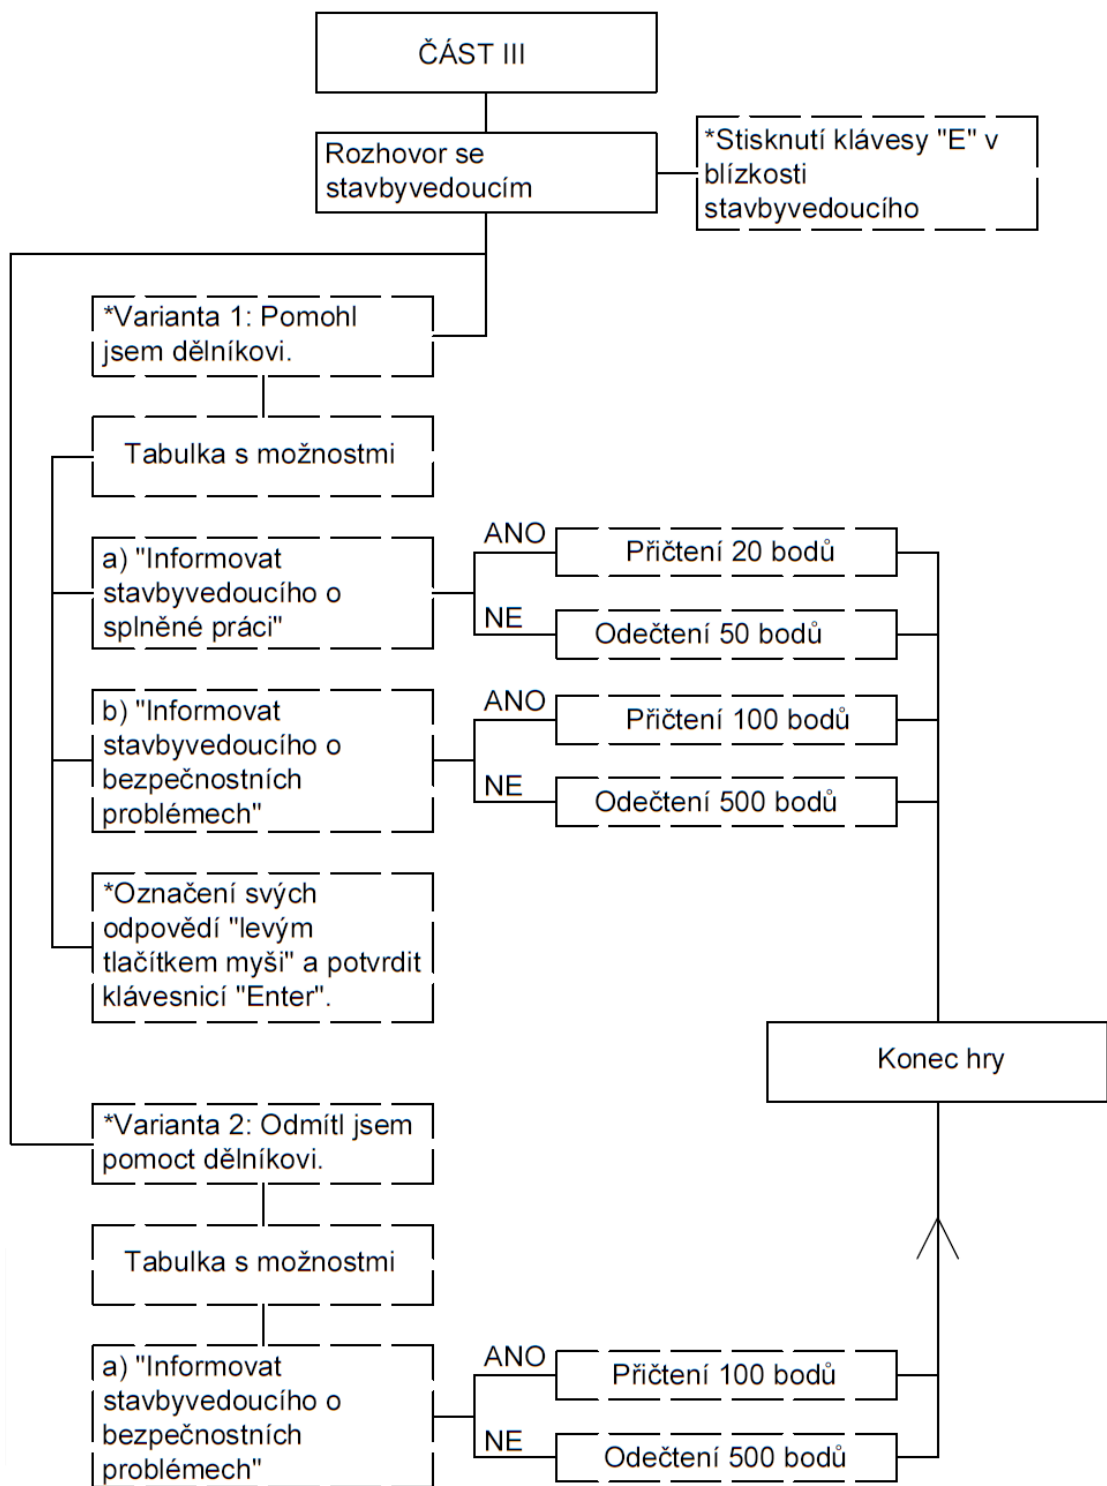 ČÁST III
Rozhovor se
stavbyvedoucím
*Stisknutí klávesy "E" v
blízkosti
stavbyvedoucího
*Varianta 1: Pomohl
jsem dělníkovi.
Tabulka s možnostmi
a) "Informovat
stavbyvedoucího o
splněné práci"
ANO
Přičtení 20 bodů
NE
Odečtení 50 bodů
b) "Informovat
stavbyvedoucího o
bezpečnostních
problémech"
ANO
Přičtení 100 bodů
NE
Odečtení 500 bodů
*Označení svých
odpovědí "levým
tlačítkem myši" a potvrdit
klávesnicí "Enter".
Konec hry
*Varianta 2: Odmítl jsem
pomoct dělníkovi.
Tabulka s možnostmi
a) "Informovat
stavbyvedoucího o
bezpečnostních
problémech"
ANO
Přičtení 100 bodů
NE
Odečtení 500 bodů